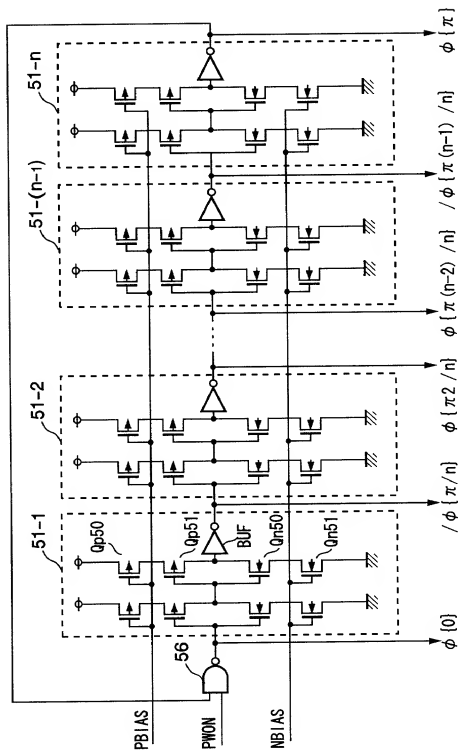 51-1
51-2
51-(n-1)
51-n
Qp50
Qp51
BUF
Qn50
Qn51
56
PBIAS
PWON
NBIAS
φ{0}
/φ{π/n}
φ{π2/n}
φ{π(n-2)/n}
/φ{π(n-1)/n}
φ{π}